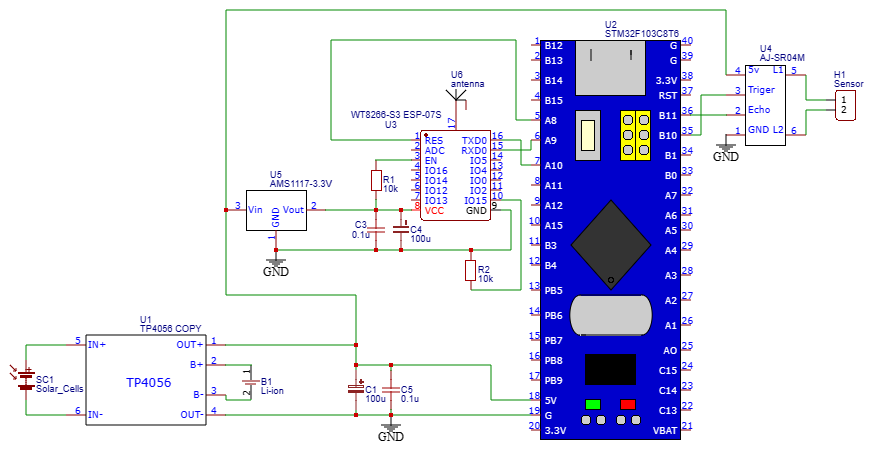 U2
STM32F103C8T6
1 B12 G 40
2 B13 G 39
3 B14 3.3V 38
4 B15 RST 37
5 A8 B11 36
6 A9 B10 35
7 A10 B1 34
8 A11 B0 33
9 A12 A7 32
10 A15 A6 31
11 B3 A5 30
12 B4 A4 29
13 PB5 A3 28
14 PB6 A2 27
15 PB7 A1 26
16 PB8 AO 25
17 PB9 C15 24
18 5V C14 23
19 G C13 22
20 3.3V VBAT 21
U4
AJ-SR04M
4 5v L1 5
3 Triger
2 Echo
1 GND L2 6
GND
H1
Sensor
1
2
U6
antenna
17
WT8266-S3 ESP-07S
U3
1 RES TXD0 16
2 ADC RXD0 15
3 EN IO5 14
4 IO16 IO4 13
5 IO14 IO0 12
6 IO12 IO2 11
7 IO13 IO15 10
8 VCC GND 9
R1
10k
U5
AMS1117-3.3V
3 Vin Vout 2
GND
1
GND
C3
0.1u
C4
100u
R2
10k
U1
TP4056 COPY
5 IN+ OUT+ 1
B+ 2
TP4056
B- 3
6 IN- OUT- 4
SC1
Solar_Cells
1
2
B1
Li-ion
C1
100u
C5
0.1u
GND